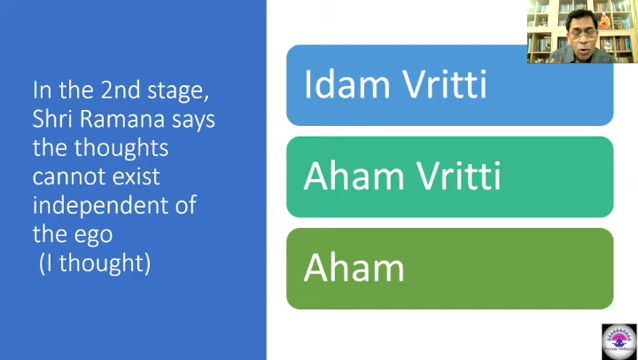 In the 2nd stage,
Shri Ramana says
the thoughts
cannot exist
independent of
the ego
(I thought)
Idam Vritti
Aham Vritti
Aham